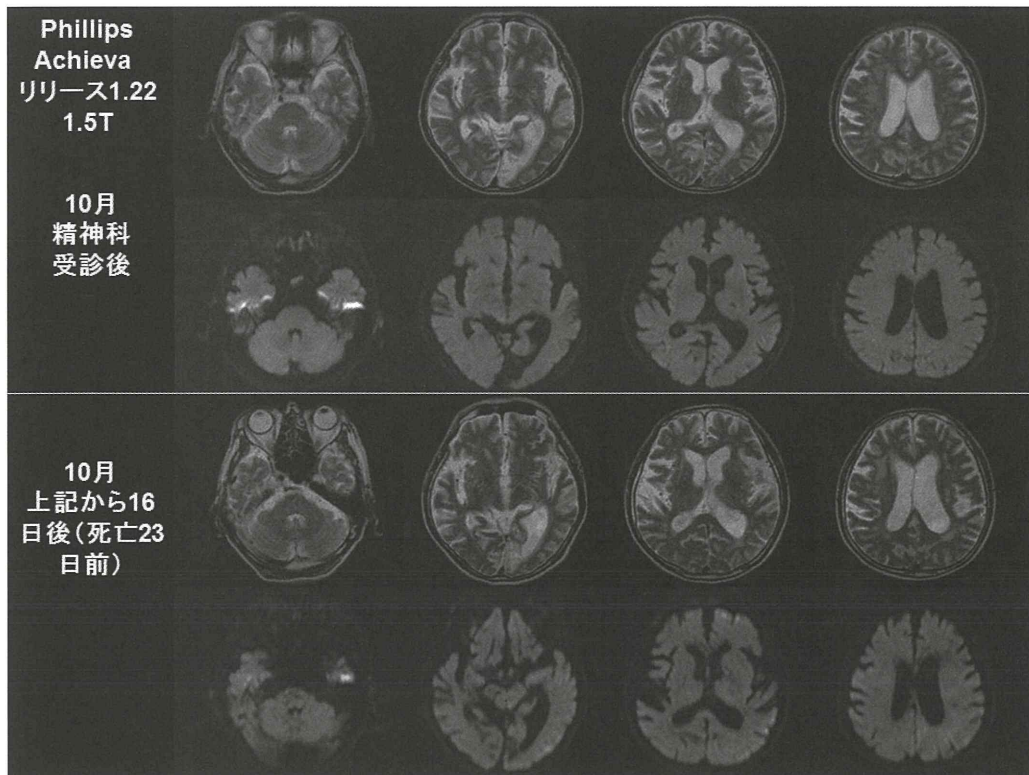 Phillips
Achieva
リリース1.22
1.5T
10月
精神科
受診後
10月
上記から16
日後（死亡23
日前）